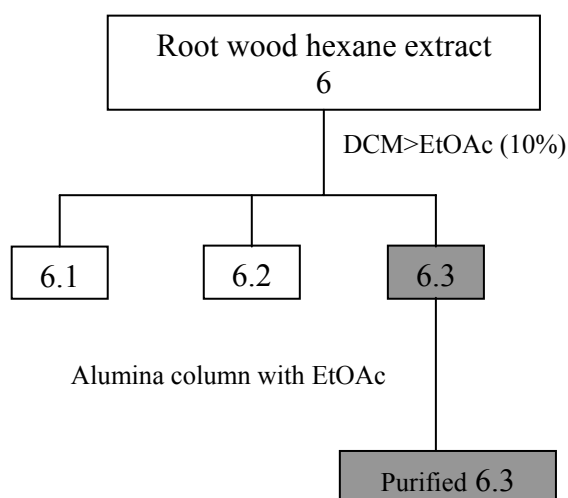 Root wood hexane extract
6
DCM>EtOAc (10%)
6.1
6.2
6.3
Alumina column with EtOAc
Purified 6.3